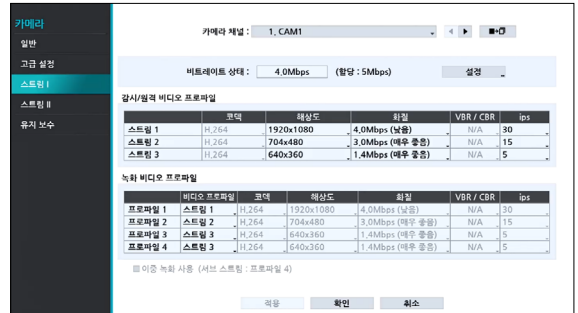 카메라
일반
고급 설정
스트림 I
스트림 II
유지 보수
카메라 채널 : 1, CAM1
비트레이트 상태 : 4,0Mbps (할당 : 5Mbps) 설정
감시/원격 비디오 프로파일
코덱 해상도 화질 VBR / CBR ips
스트림 1 H,264 1920x1080 4,0Mbps (낮음) N/A 30
스트림 2 H,264 704x480 3,0Mbps (매우 좋음) N/A 15
스트림 3 H,264 640x360 1,4Mbps (매우 좋음) N/A 5
녹화 비디오 프로파일
비디오 프로파일 코덱 해상도 화질 VBR / CBR ips
프로파일 1 스트림 1 H,264 1920x1080 4,0Mbps (낮음) N/A 30
프로파일 2 스트림 2 H,264 704x480 3,0Mbps (매우 좋음) N/A 15
프로파일 3 스트림 3 H,264 640x360 1,4Mbps (매우 좋음) N/A 5
프로파일 4 스트림 3 H,264 640x360 1,4Mbps (매우 좋음) N/A 5
이중 녹화 사용 (서브 스트림 : 프로파일 4)
적용 확인 취소